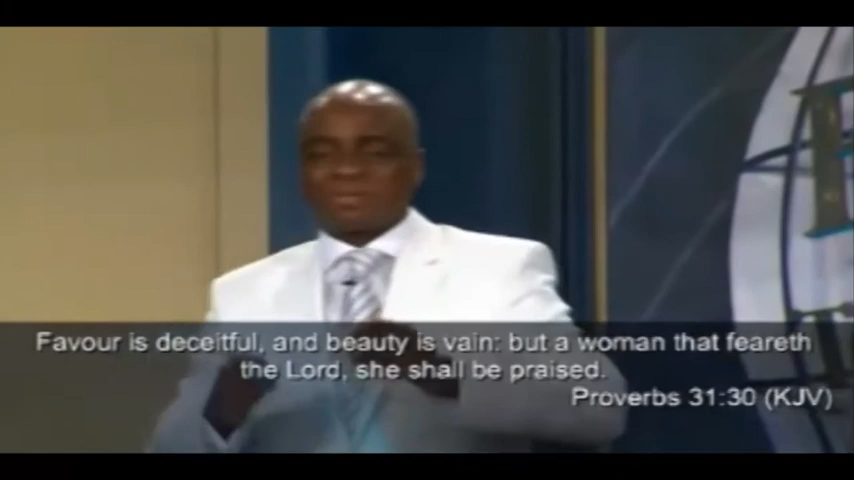 Favour is deceitful, and beauty is vain: but a woman that feareth
the Lord, she shall be praised.
Proverbs 31:30 (KJV)